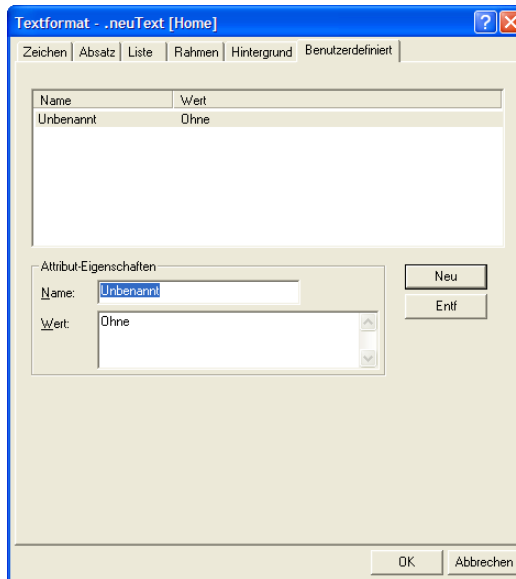 Textformat - .neuText [Home]
Zeichen Absatz Liste Rahmen Hintergrund Benutzerdefiniert
Name Wert
Unbenannt Ohne
Attribut-Eigenschaften
Name: Unbenannt
Wert: Ohne
Neu
Entf
OK Abbrechen